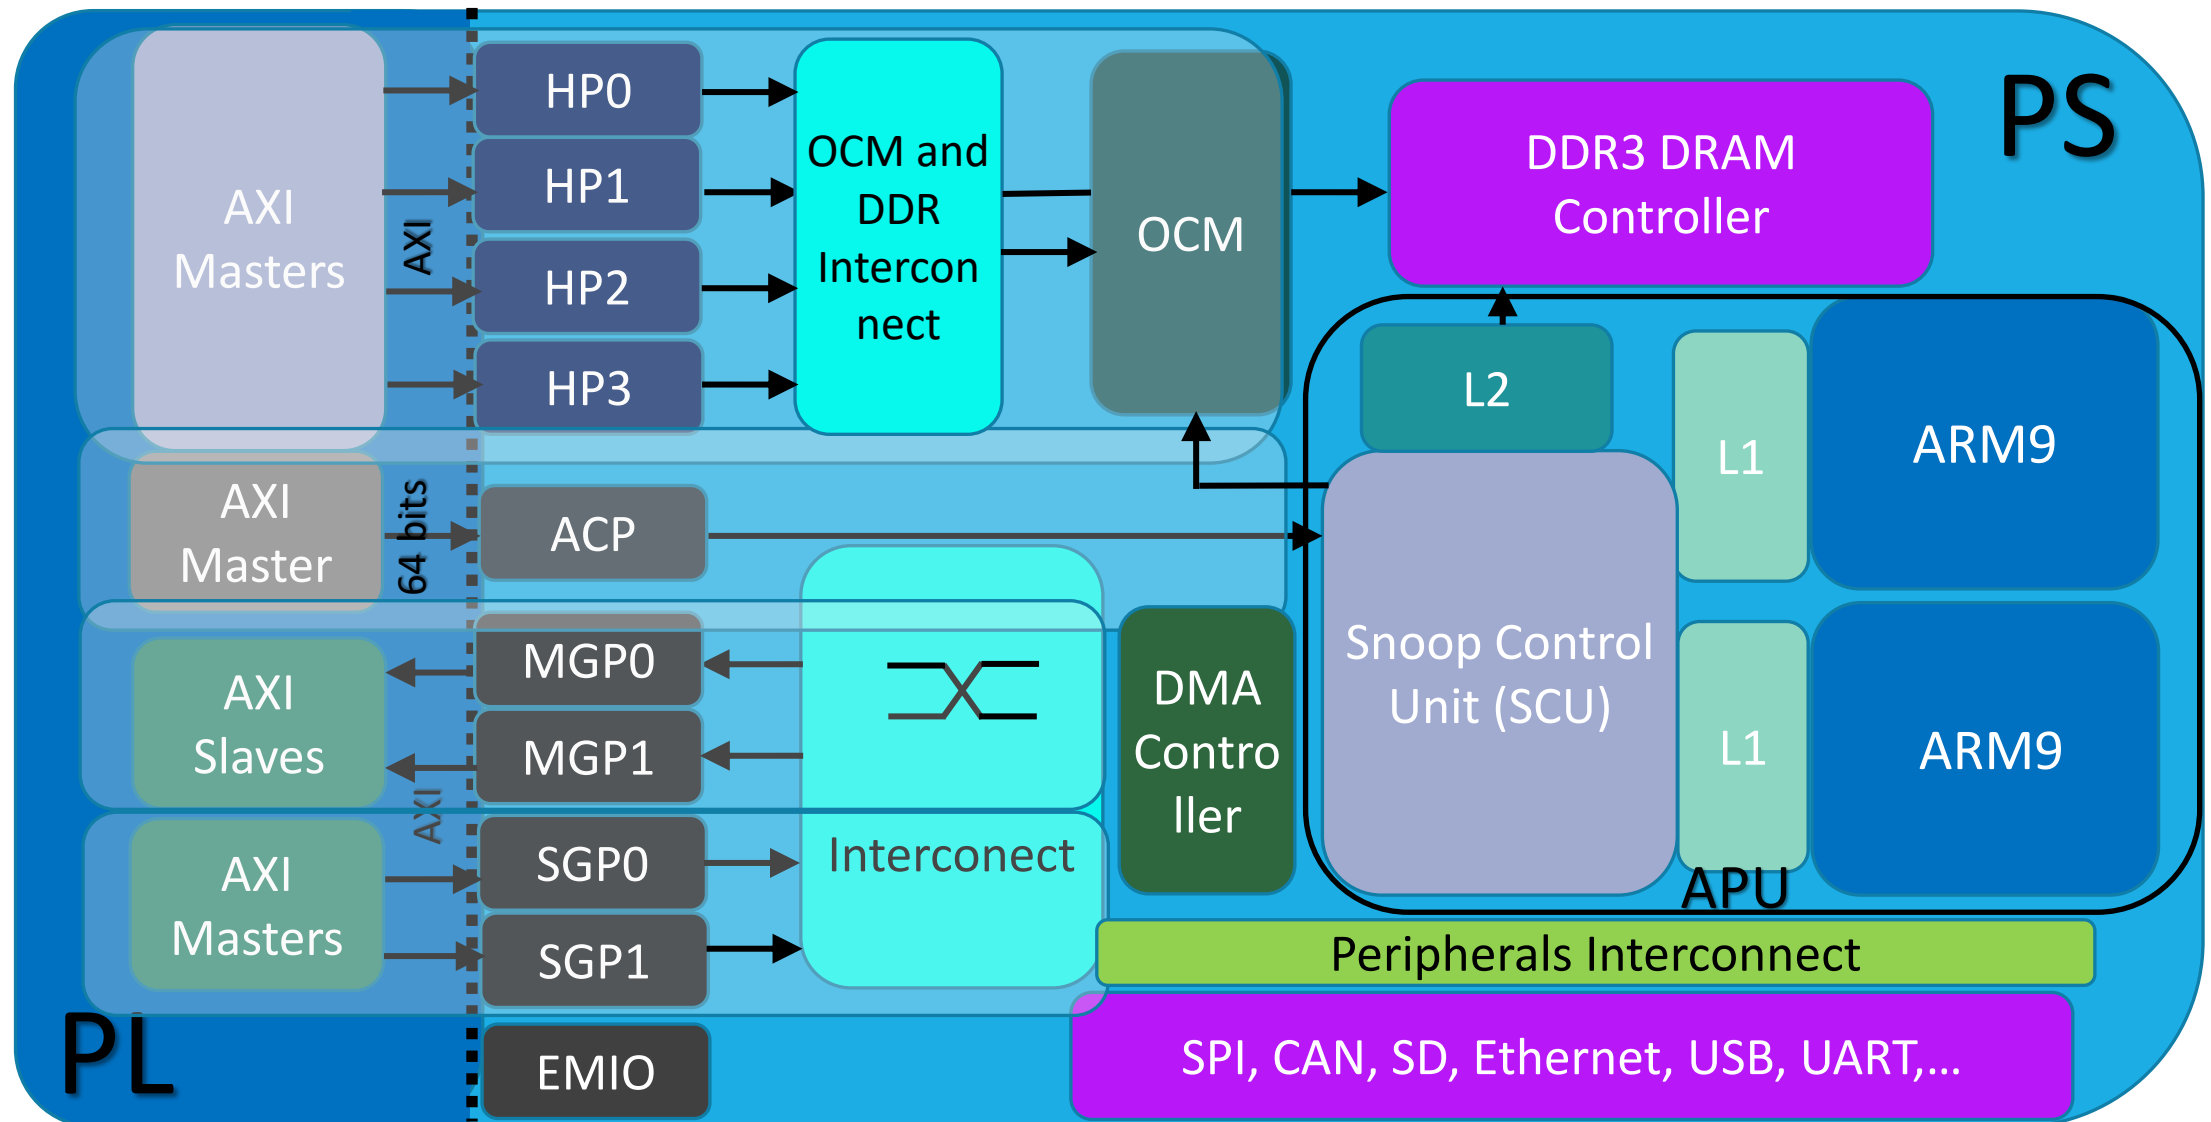 PS
PL
AXI
Masters
AXI
HP0
HP1
HP2
HP3
OCM and
DDR
Intercon
nect
OCM
DDR3 DRAM
Controller
AXI
Master
64 bits
ACP
L2
L1
ARM9
Snoop Control
Unit (SCU)
L1
ARM9
APU
AXI
Slaves
MGP0
MGP1
AXI
AXI
Masters
SGP0
SGP1
Interconect
DMA
Contro
ller
Peripherals Interconnect
EMIO
SPI, CAN, SD, Ethernet, USB, UART,...